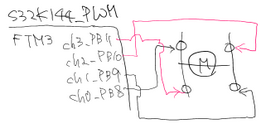 S32K144_PWM
FTM3
ch3_PB11
ch2_PB10
ch1_PB9
ch0_PB8
M